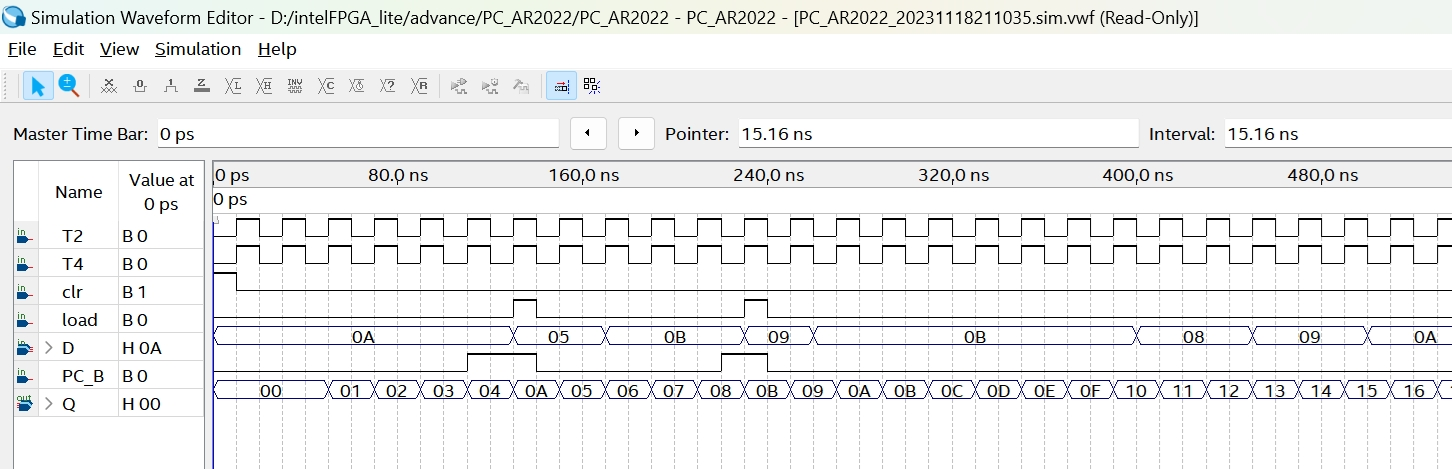 Simulation Waveform Editor - D:/intelFPGA_lite/advance/PC_AR2022/PC_AR2022 - PC_AR2022 - [PC_AR2022_20231118211035.sim.vwf (Read-Only)]
File Edit View Simulation Help
Master Time Bar: 0 ps Pointer: 15.16 ns Interval: 15.16 ns
Name Value at 0 ps 0 ps 80.0 ns 160.0 ns 240.0 ns 320.0 ns 400.0 ns 480.0 ns
0 ps
in T2 B 0
in T4 B 0
in clr B 1
in load B 0
in D H 0A 0A 05 0B 09 0B 08 09 0A
in PC_B B 0
out Q H 00 00 01 02 03 04 0A 05 06 07 08 0B 09 0A 0B 0C 0D 0E 0F 10 11 12 13 14 15 16